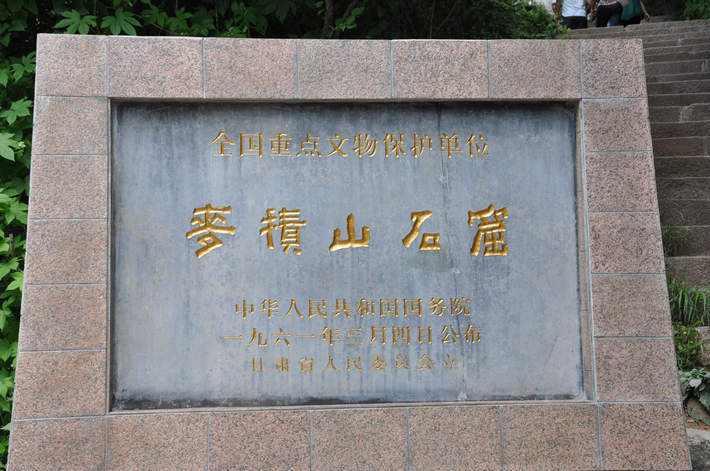 全国重点文物保护单位
麥積山石窟
中华人民共和国国务院
一九六一年三月四日公布
甘肃省人民委员会立